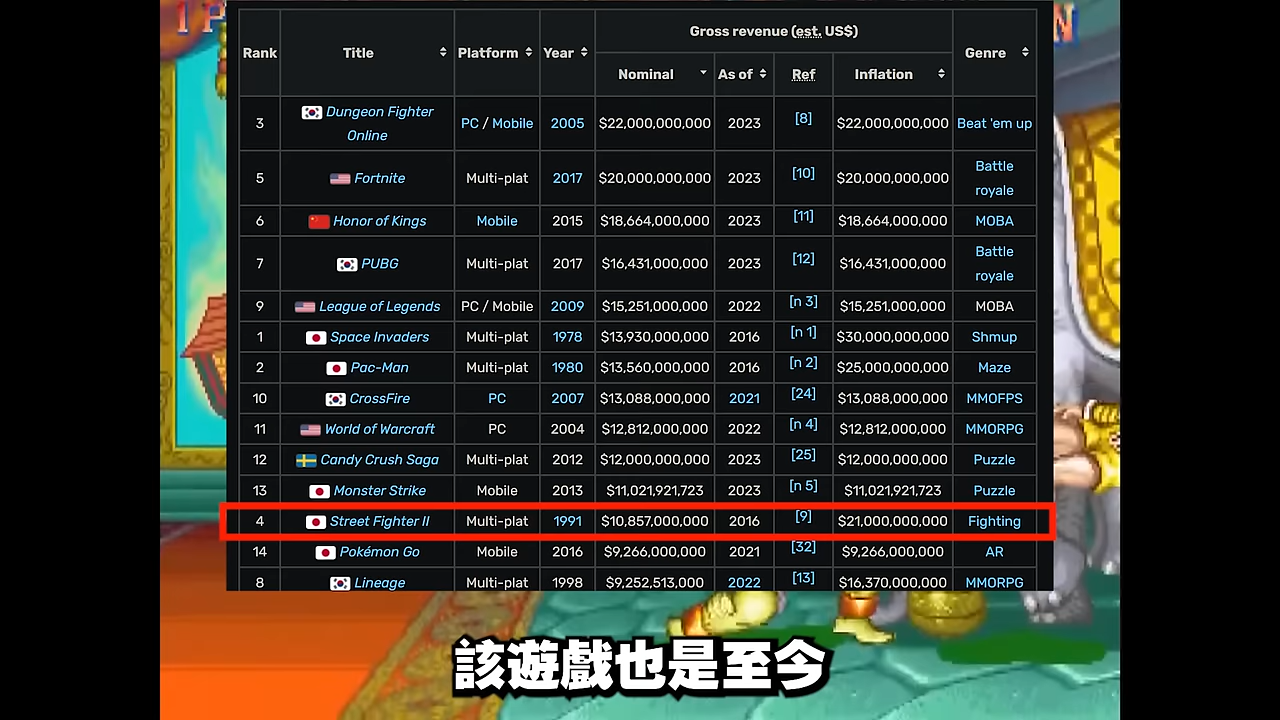 1P
Rank Title Platform Year Gross revenue (est. US$) Genre
Nominal As of Ref Inflation
3 Dungeon Fighter Online PC / Mobile 2005 $22,000,000,000 2023 [8] $22,000,000,000 Beat 'em up
5 Fortnite Multi-plat 2017 $20,000,000,000 2023 [10] $20,000,000,000 Battle royale
6 Honor of Kings Mobile 2015 $18,664,000,000 2023 [11] $18,664,000,000 MOBA
7 PUBG Multi-plat 2017 $16,431,000,000 2023 [12] $16,431,000,000 Battle royale
9 League of Legends PC / Mobile 2009 $15,251,000,000 2022 [n 3] $15,251,000,000 MOBA
1 Space Invaders Multi-plat 1978 $13,930,000,000 2016 [n 1] $30,000,000,000 Shmup
2 Pac-Man Multi-plat 1980 $13,560,000,000 2016 [n 2] $25,000,000,000 Maze
10 CrossFire PC 2007 $13,088,000,000 2021 [24] $13,088,000,000 MMOFPS
11 World of Warcraft PC 2004 $12,812,000,000 2022 [n 4] $12,812,000,000 MMORPG
12 Candy Crush Saga Multi-plat 2012 $12,000,000,000 2023 [25] $12,000,000,000 Puzzle
13 Monster Strike Mobile 2013 $11,021,921,723 2023 [n 5] $11,021,921,723 Puzzle
4 Street Fighter II Multi-plat 1991 $10,857,000,000 2016 [9] $21,000,000,000 Fighting
14 Pokémon Go Mobile 2016 $9,266,000,000 2021 [32] $9,266,000,000 AR
8 Lineage Multi-plat 1998 $9,252,513,000 2022 [13] $16,370,000,000 MMORPG
該遊戲也是至今